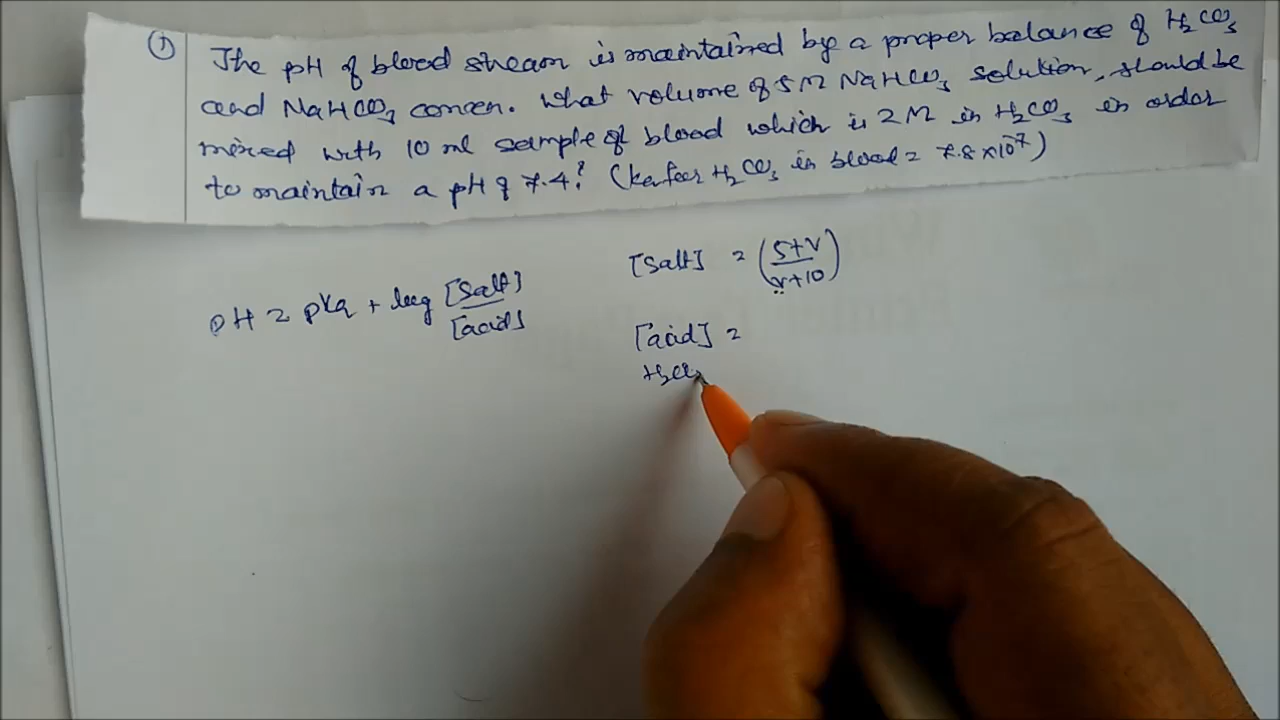 ① The pH of blood stream is maintained by a proper balance of H₂CO₃
and NaHCO₃ concen. What volume of 5M NaHCO₃ solution, should be
mixed with 10 ml sample of blood which is 2M in H₂CO₃ in order
to maintain a pH of 7.4? (Ka for H₂CO₃ in blood = 7.8×10⁻⁷)
[Salt] = (5+V / V+10)
pH = pKa + log [Salt] / [acid]
[acid] =
H₂CO₃